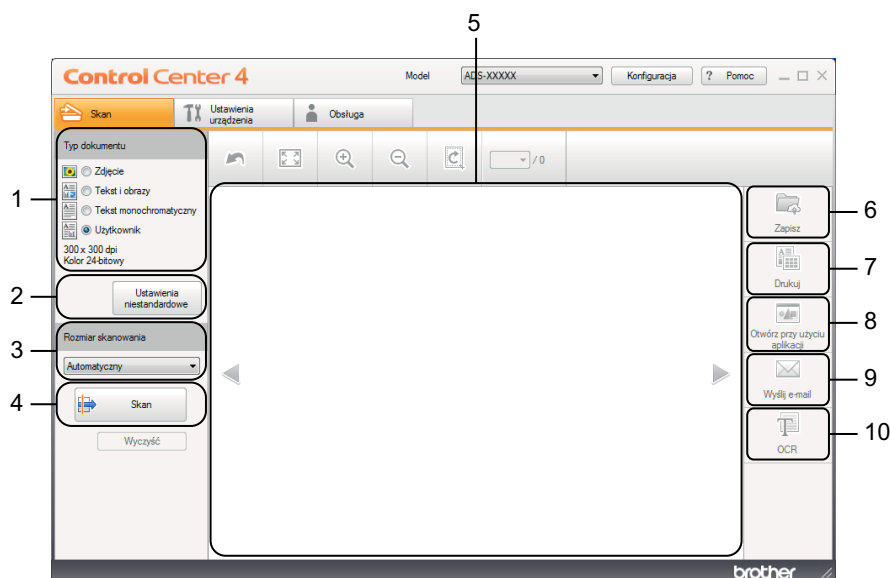 5
Control Center 4
Model
ADS-XXXXX
Konfiguracja
? Pomoc
Skan
Ustawienia
urządzenia
Obsługa
Typ dokumentu
/ 0
1
Zdjęcie
Tekst i obrazy
Tekst monochromatyczny
Użytkownik
300 x 300 dpi
Kolor 24-bitowy
2
Ustawienia
niestandardowe
3
Rozmiar skanowania
Automatyczny
4
Skan
Wyczyść
6
Zapisz
7
Drukuj
8
Otwórz przy użyciu
aplikacji
9
Wyślij e-mail
10
OCR
brother